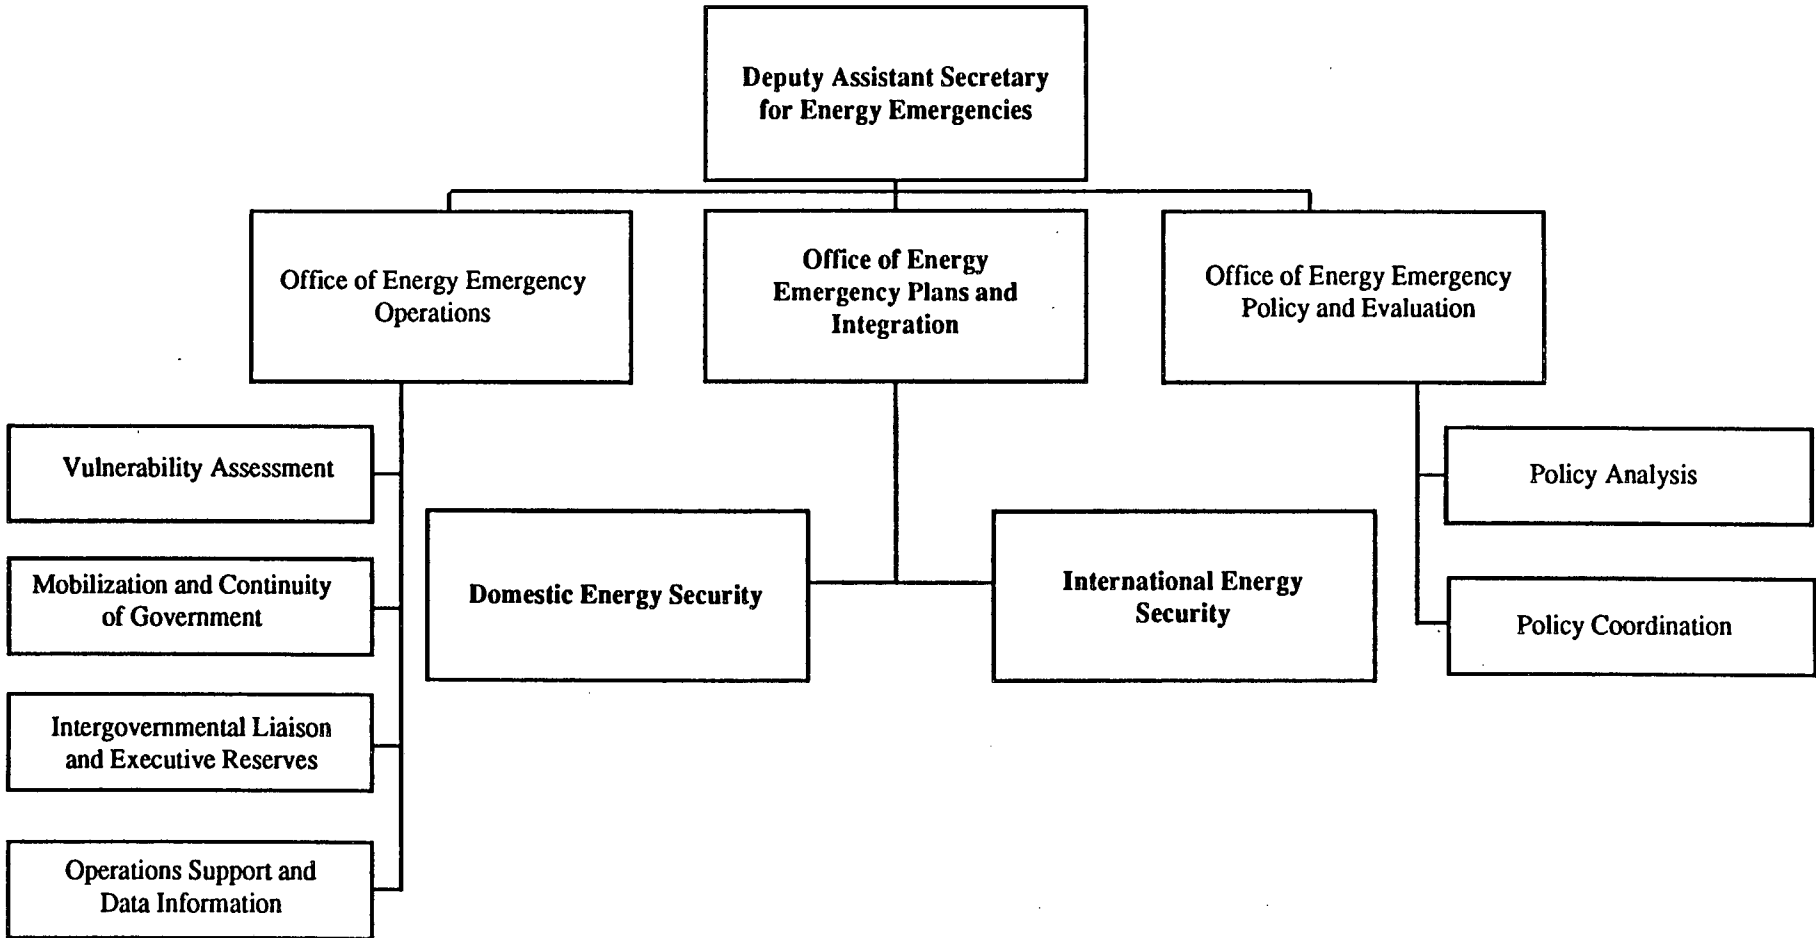 Deputy Assistant Secretary
for Energy Emergencies
Office of Energy Emergency
Operations
Office of Energy
Emergency Plans and
Integration
Office of Energy Emergency
Policy and Evaluation
Vulnerability Assessment
Mobilization and Continuity
of Government
Intergovernmental Liaison
and Executive Reserves
Operations Support and
Data Information
Domestic Energy Security
International Energy
Security
Policy Analysis
Policy Coordination